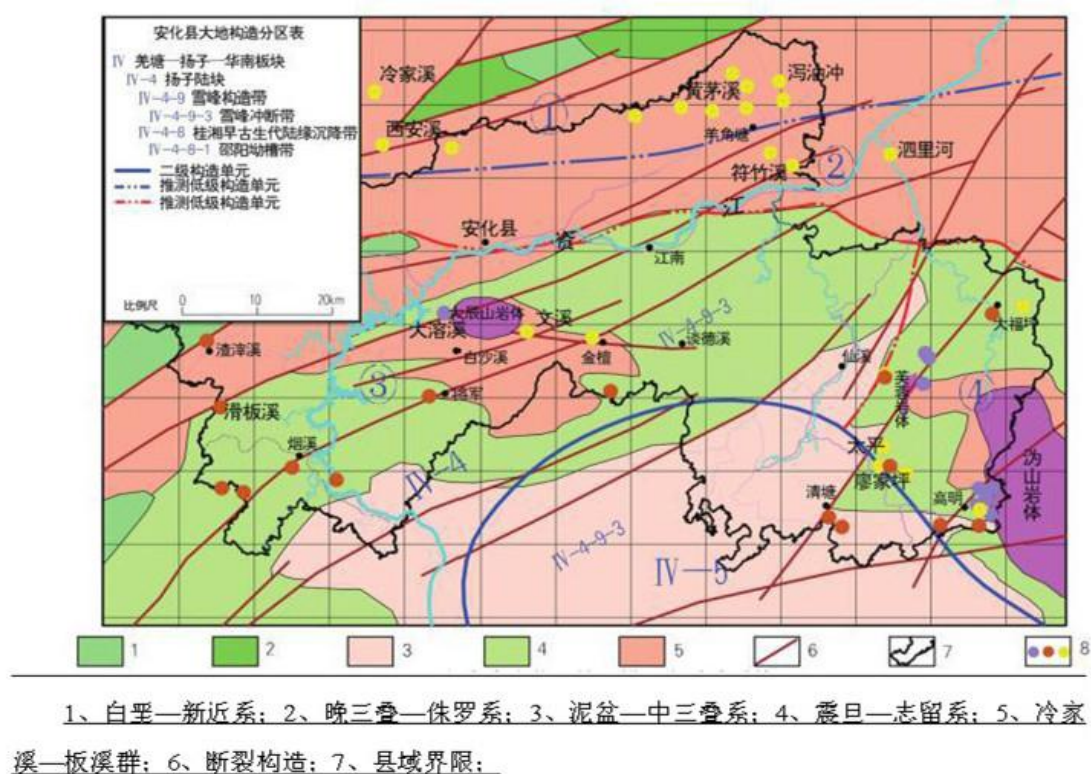 安化县大地构造分区表
IV 羌塘—扬子—华南板块
IV-4 扬子陆块
IV-4-9 雪峰构造带
IV-4-9-3 雪峰冲断带
IV-4-8 桂湘早古生代陆缘沉降带
IV-4-8-1 邵阳坳槽带
二级构造单元
推测低级构造单元
推测低级构造单元
比例尺 0 10 20km
冷家溪
西安溪
①
黄茅溪
泻油冲
羊角塘
符竹溪
②
泗里河
安化县
资
江
江南
大辰山岩体
大溶溪
文溪
白沙溪
金檀
IV-4-9-3
渣滓溪
③
将军
滑板溪
烟溪
IV-4
仙溪
大福坪
芙蓉岩体
①
太平
廖家坪
清塘
高明
沩山岩体
IV-4-9-3
IV—5
1 2 3 4 5 6 7 8
1、白垩—新近系；2、晚三叠—侏罗系；3、泥盆—中三叠系；4、震旦—志留系；5、冷家
溪—板溪群；6、断裂构造；7、县域界限；